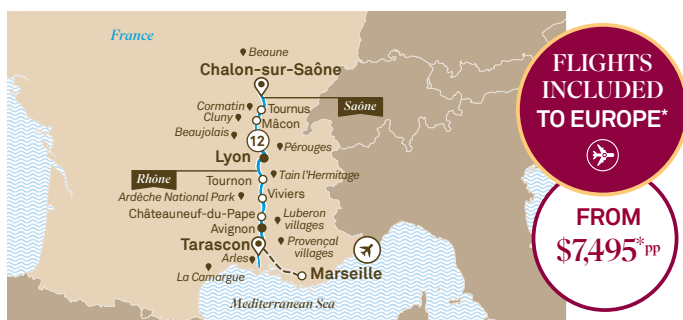 France
Beaune
Chalon-sur-Saône
Cormatin
Tournus
Saône
Cluny
Mâcon
Beaujolais
12
Pérouges
Lyon
Rhône
Tain l'Hermitage
Tournon
Ardèche National Park
Viviers
Châteauneuf-du-Pape
Luberon
villages
Avignon
Tarascon
Provençal
villages
Arles
La Camargue
Marseille
Mediterranean Sea
FLIGHTS
INCLUDED
TO EUROPE*
FROM
$7,495*pp